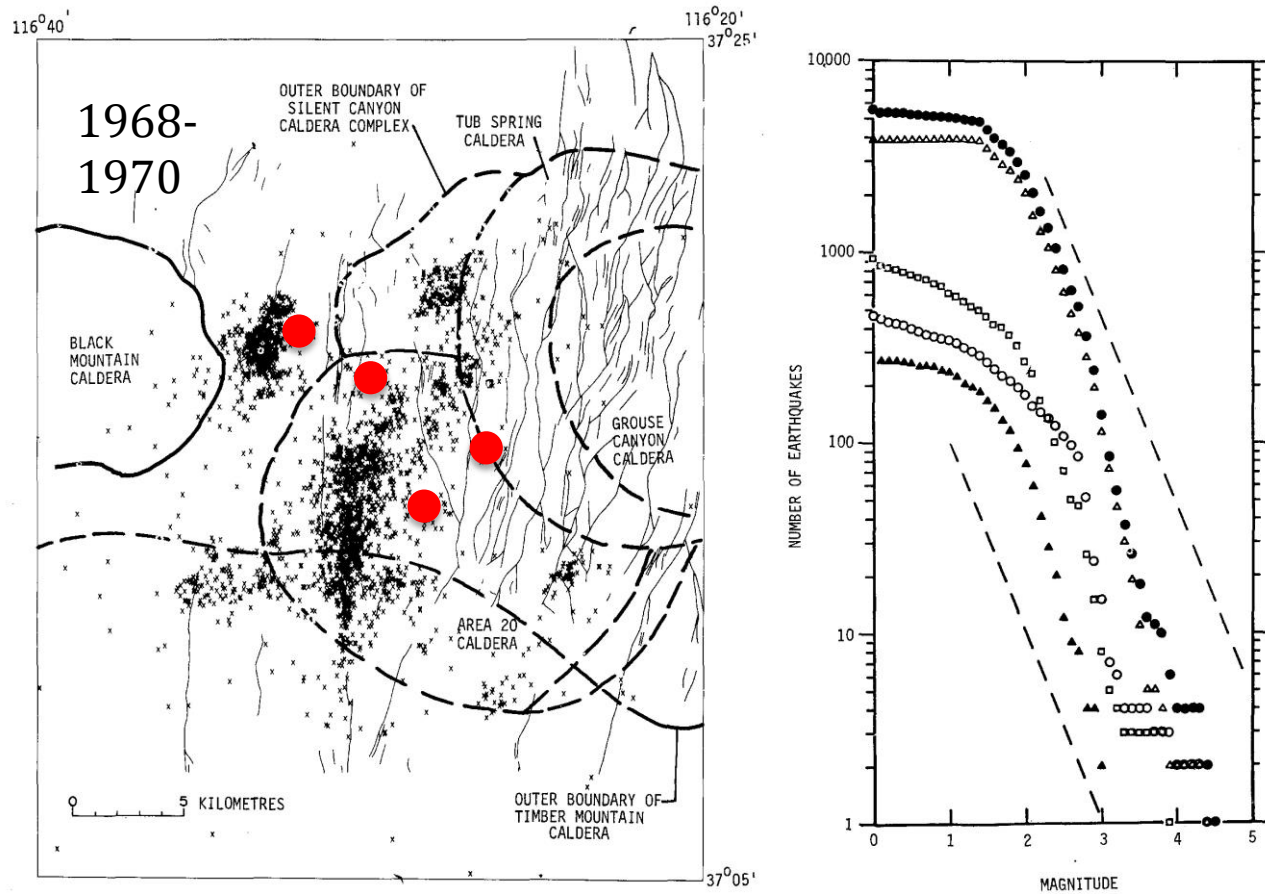 116°40'
116°20'
37°25'
1968-
1970
OUTER BOUNDARY OF
SILENT CANYON
CALDERA COMPLEX
TUB SPRING
CALDERA
BLACK
MOUNTAIN
CALDERA
GROUSE
CANYON
CALDERA
AREA 20
CALDERA
0 5 KILOMETRES
OUTER BOUNDARY OF
TIMBER MOUNTAIN
CALDERA
37°05'
10,000
1000
100
10
1
NUMBER OF EARTHQUAKES
0 1 2 3 4 5
MAGNITUDE